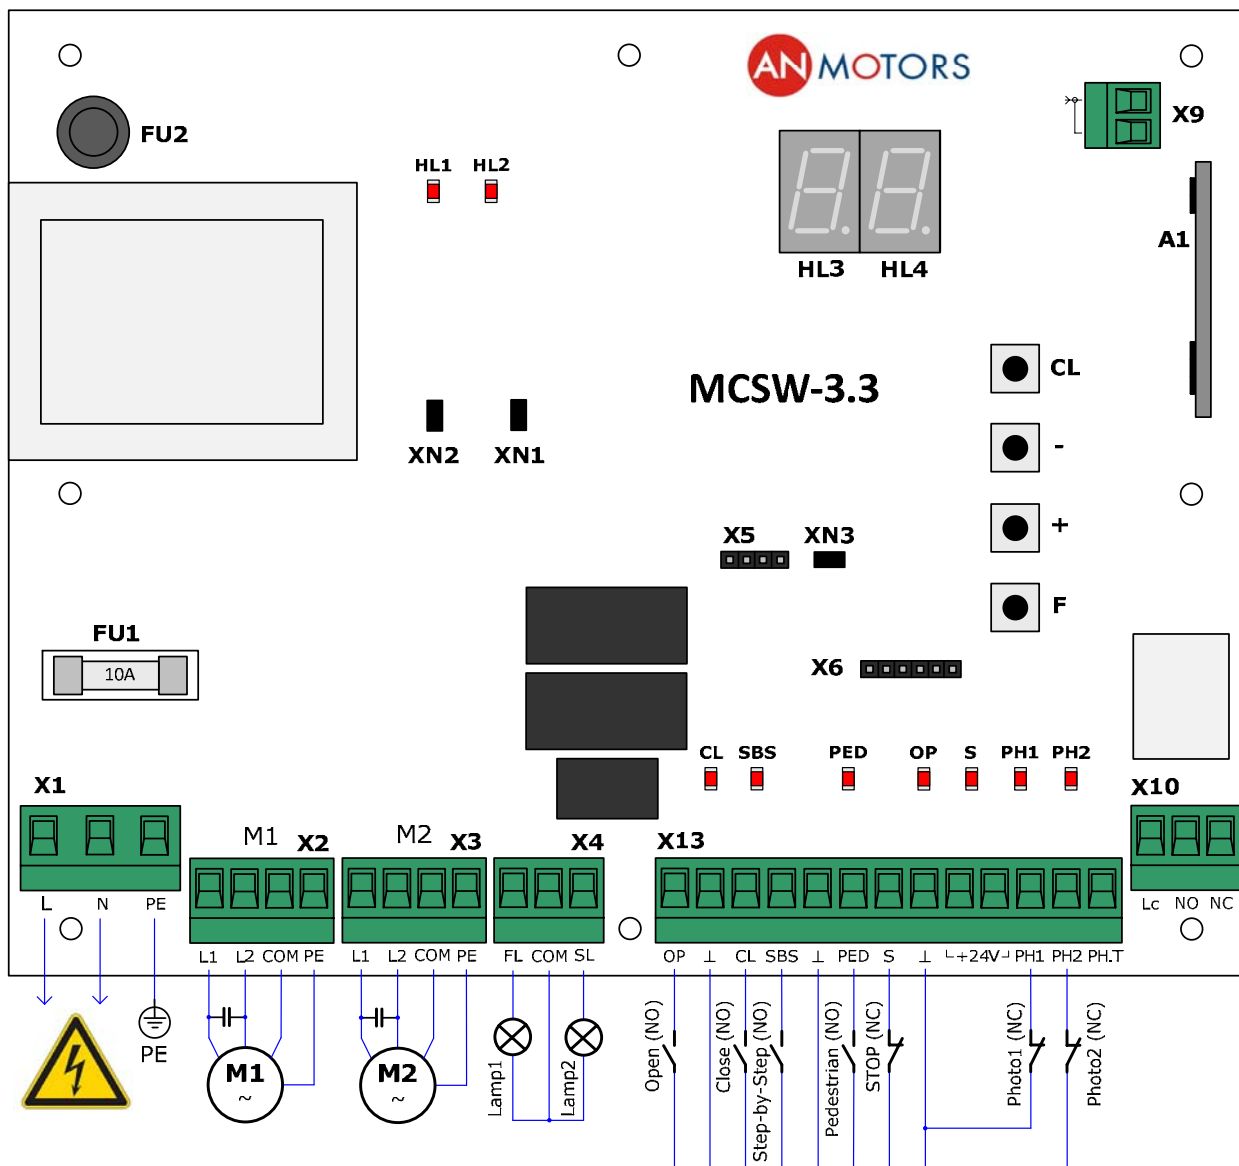 AN MOTORS
FU2
X9
HL1 HL2
A1
HL3 HL4
CL
MCSW-3.3
-
XN2 XN1
+
X5 XN3
F
FU1
10A
X6
CL SBS PED OP S PH1 PH2
X1
X10
M1 X2 M2 X3 X4 X13
L N PE
Lc NO NC
L1 L2 COM PE L1 L2 COM PE FL COM SL OP ⊥ CL SBS ⊥ PED S ⊥ +24V PH1 PH2 PH.T
PE
M1
~
M2
~
Lamp1
Lamp2
Open (NO)
Close (NO)
Step-by-Step (NO)
Pedestrian (NO)
STOP (NC)
Photo1 (NC)
Photo2 (NC)